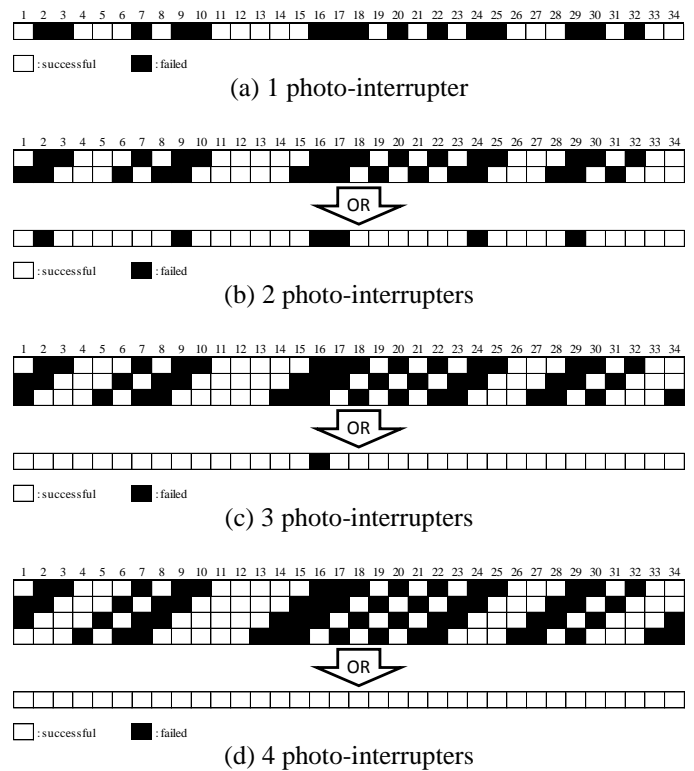 1 2 3 4 5 6 7 8 9 10 11 12 13 14 15 16 17 18 19 20 21 22 23 24 25 26 27 28 29 30 31 32 33 34
: successful : failed
(a) 1 photo-interrupter
1 2 3 4 5 6 7 8 9 10 11 12 13 14 15 16 17 18 19 20 21 22 23 24 25 26 27 28 29 30 31 32 33 34
OR
: successful : failed
(b) 2 photo-interrupters
1 2 3 4 5 6 7 8 9 10 11 12 13 14 15 16 17 18 19 20 21 22 23 24 25 26 27 28 29 30 31 32 33 34
OR
: successful : failed
(c) 3 photo-interrupters
1 2 3 4 5 6 7 8 9 10 11 12 13 14 15 16 17 18 19 20 21 22 23 24 25 26 27 28 29 30 31 32 33 34
OR
: successful : failed
(d) 4 photo-interrupters